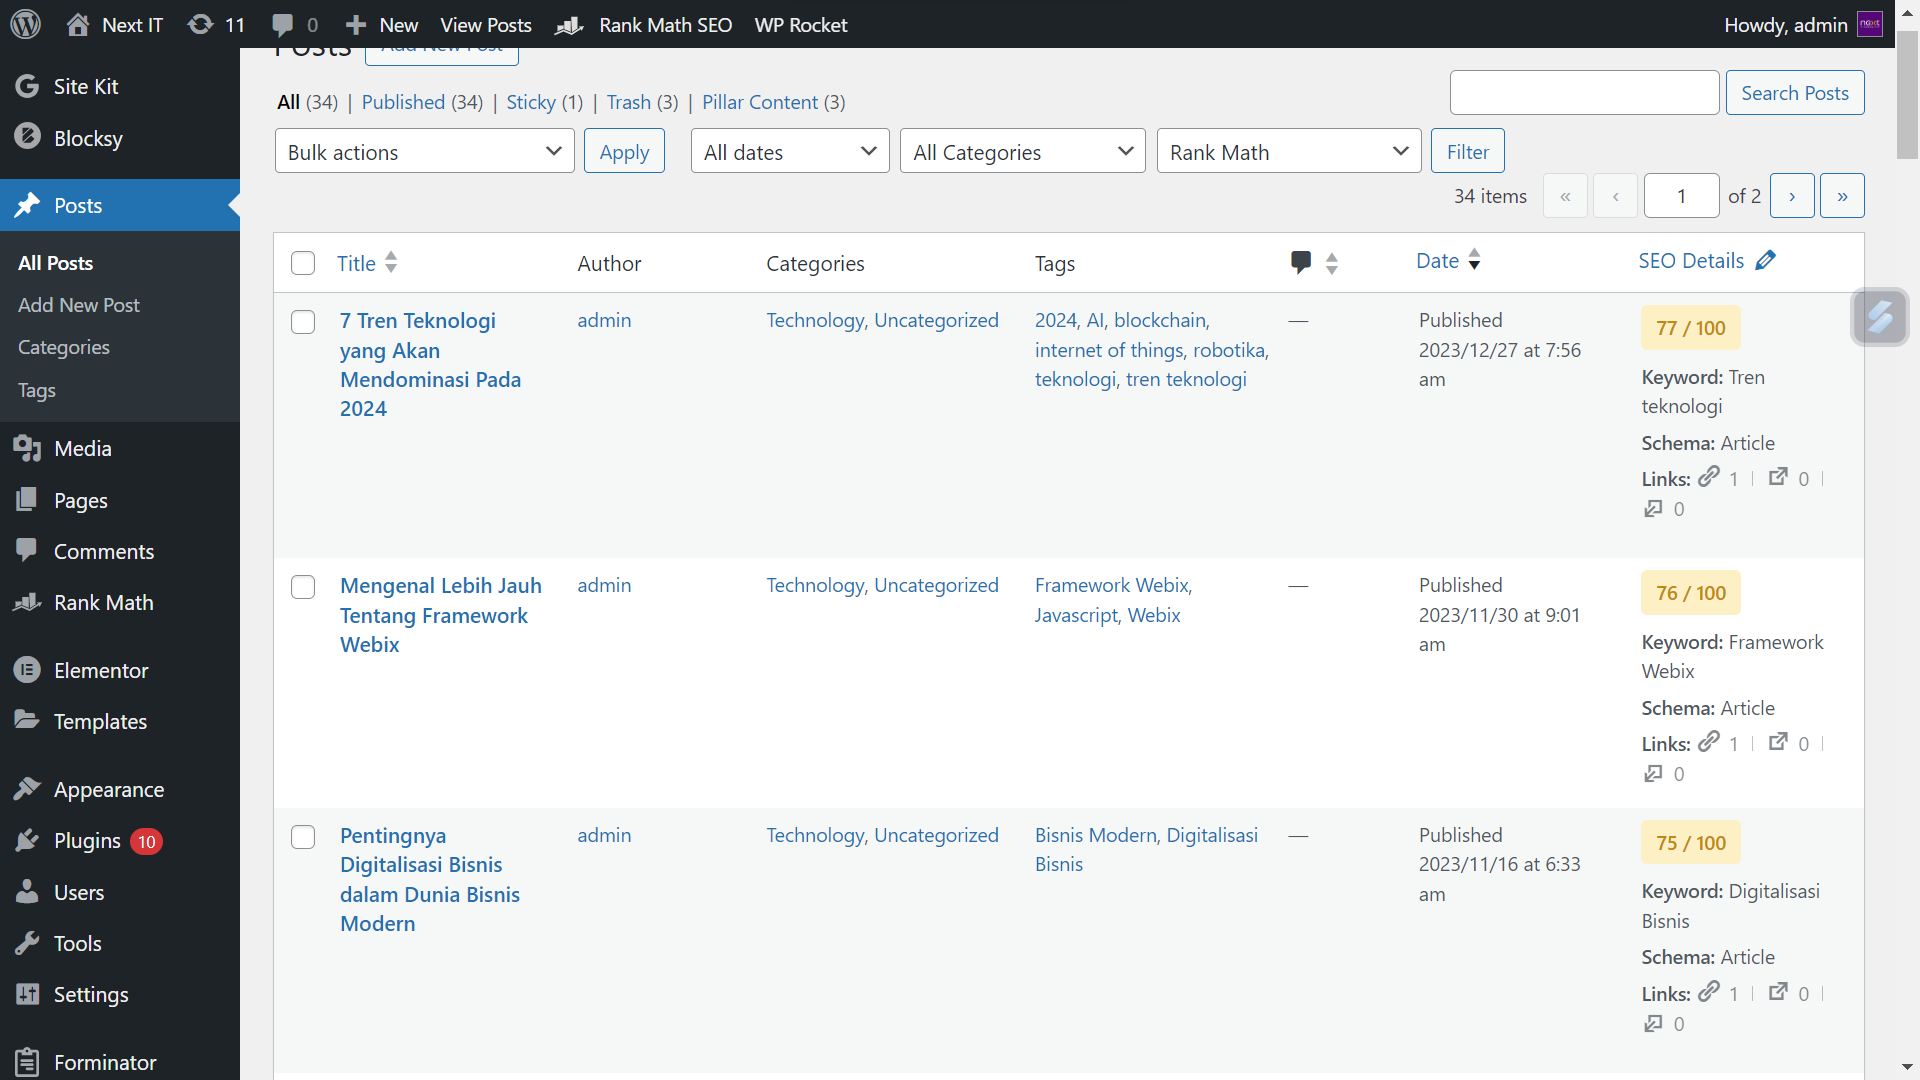 Next IT 11 0 New View Posts Rank Math SEO WP Rocket Howdy, admin
Site Kit
Blocksy
Posts
All Posts
Add New Post
Categories
Tags
Media
Pages
Comments
Rank Math
Elementor
Templates
Appearance
Plugins 10
Users
Tools
Settings
Forminator
Posts Add New Post
All (34) | Published (34) | Sticky (1) | Trash (3) | Pillar Content (3)
Search Posts
Bulk actions Apply All dates All Categories Rank Math Filter
34 items « ‹ 1 of 2 › »
Title Author Categories Tags Date SEO Details
7 Tren Teknologi
yang Akan
Mendominasi Pada
2024
admin
Technology, Uncategorized
2024, AI, blockchain,
internet of things, robotika,
teknologi, tren teknologi
—
Published
2023/12/27 at 7:56
am
77 / 100
Keyword: Tren
teknologi
Schema: Article
Links: 1 | 0 |
0
Mengenal Lebih Jauh
Tentang Framework
Webix
admin
Technology, Uncategorized
Framework Webix,
Javascript, Webix
—
Published
2023/11/30 at 9:01
am
76 / 100
Keyword: Framework
Webix
Schema: Article
Links: 1 | 0 |
0
Pentingnya
Digitalisasi Bisnis
dalam Dunia Bisnis
Modern
admin
Technology, Uncategorized
Bisnis Modern, Digitalisasi
Bisnis
—
Published
2023/11/16 at 6:33
am
75 / 100
Keyword: Digitalisasi
Bisnis
Schema: Article
Links: 1 | 0 |
0